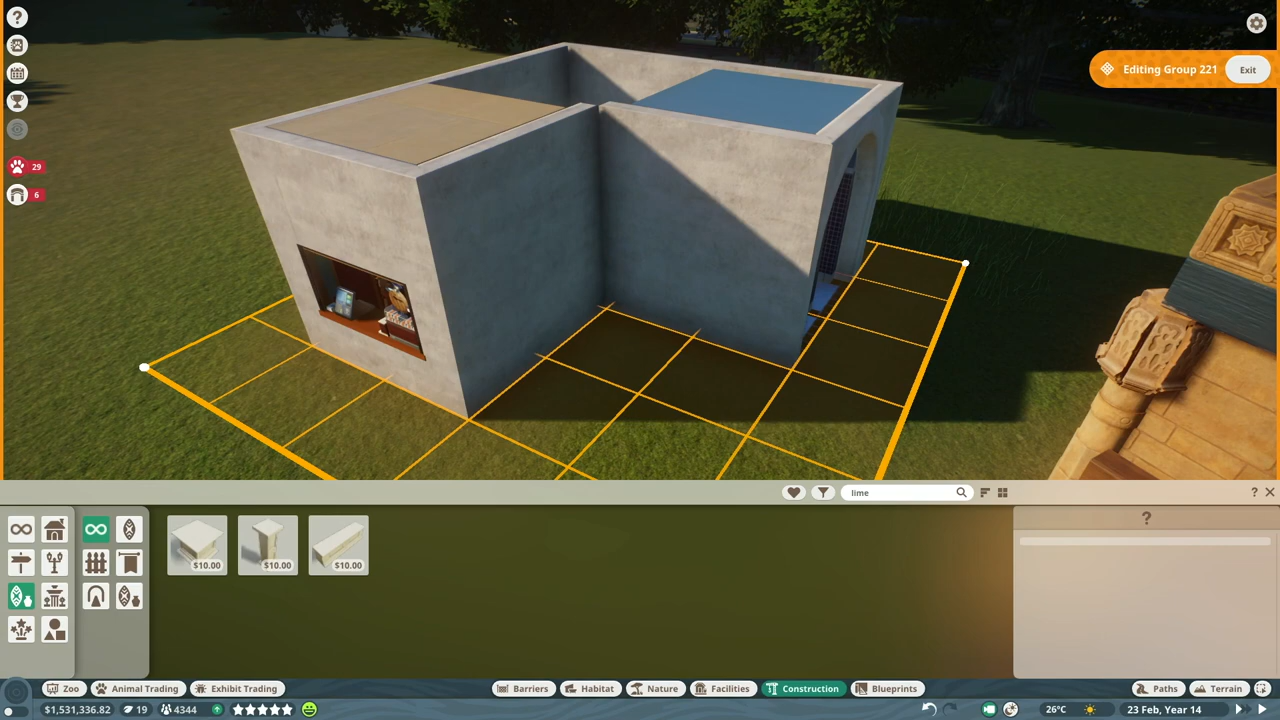 Editing Group 221
Exit
29
6
lime
?
?
?
$10.00
$10.00
$10.00
Zoo
Animal Trading
Exhibit Trading
Barriers
Habitat
Nature
Facilities
Construction
Blueprints
Paths
Terrain
$1,531,336.82
19
4344
26°C
23 Feb, Year 14